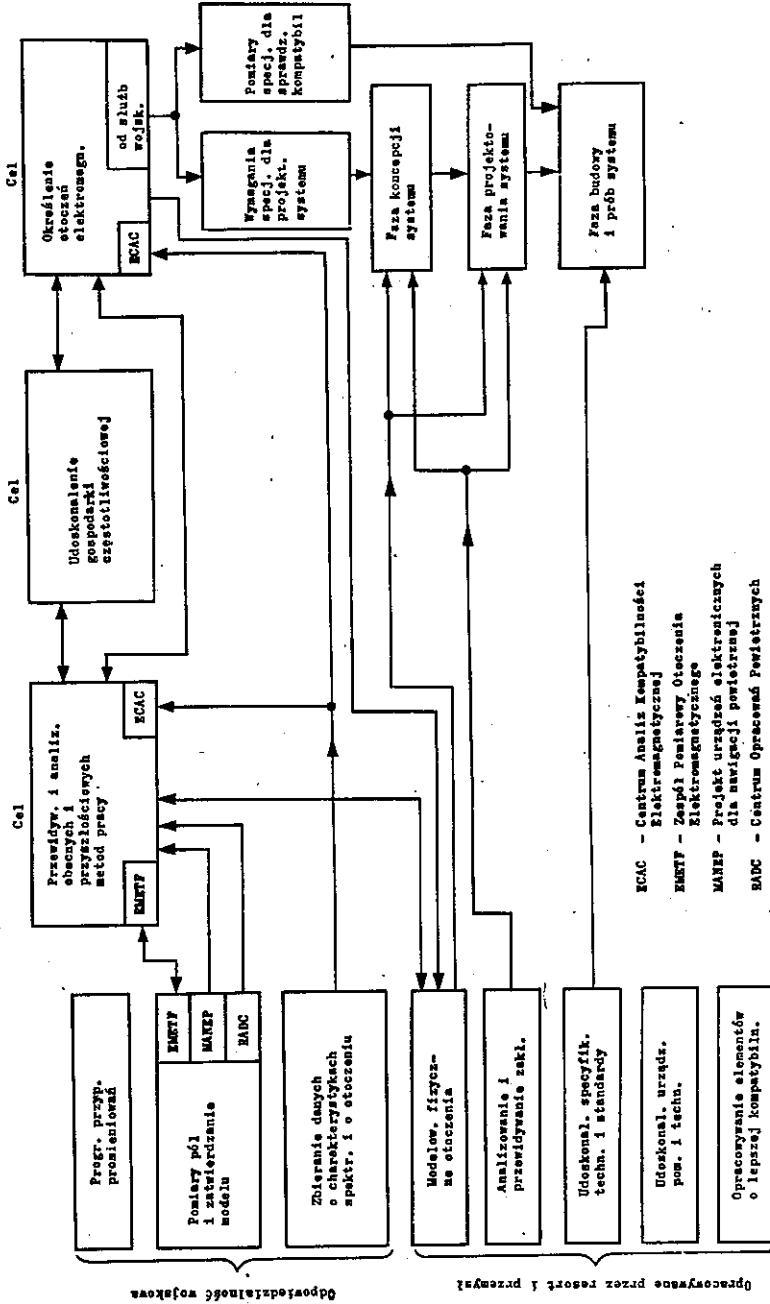 Cel
Cel
Cel
Przewidyw. i analiz.
obecnych i
przyszłościowych
metod pracy
EMETF
ECAC
Udoskonalenie
gospodarki
częstotliwościowej
Określenie
otoczeń
elektromagn.
ECAC
od służb
wojsk.
Odpowiedzialność wojskowa
Progr. przyp.
promieniowań
Pomiary pól
i zatwierdzanie
modelu
EMETF
MANEP
RADC
Zbieranie danych
o charakterystykach
spektr. i o otoczeniu
Wymagania
specj. dla
projekt.
systemu
Pomiary
specj. dla
sprawdz.
kompatybil
Faza koncepcji
systemu
Faza projekto-
wania systemu
Faza budowy
i prób systemu
Opracowywane przez resort i przemysł
Modelow. fizycz-
ne otoczenia
Analizowanie i
przewidywanie zakł.
Udoskonal. specyfik.
techn. i standardy
Udoskonal. urządz.
pom. i techn.
Opracowywanie elementów
o lepszej kompatybiln.
ECAC – Centrum Analiz Kompatybilności
Elektromagnetycznej
EMETF – Zespół Pomiarowy Otoczenia
Elektromagnetycznego
MANEP – Projekt urządzeń elektronicznych
dla nawigacji powietrznej
RADC – Centrum Opracowań Powietrznych